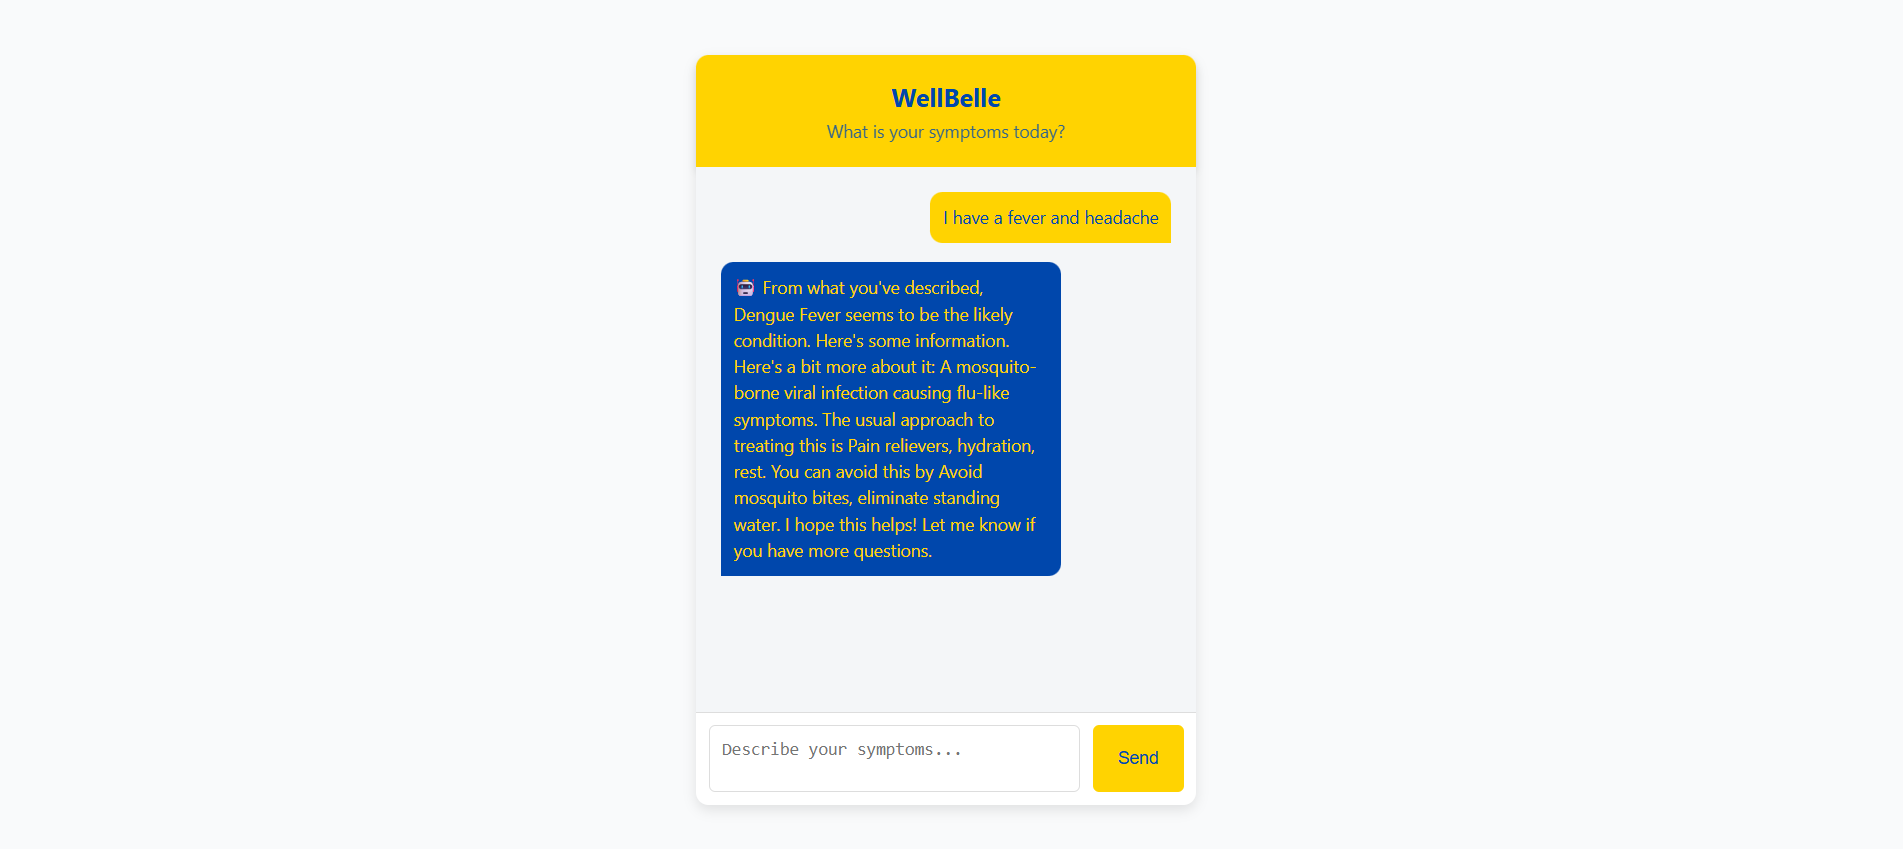 WellBelle
What is your symptoms today?
I have a fever and headache
From what you've described,
Dengue Fever seems to be the likely
condition. Here's some information.
Here's a bit more about it: A mosquito-
borne viral infection causing flu-like
symptoms. The usual approach to
treating this is Pain relievers, hydration,
rest. You can avoid this by Avoid
mosquito bites, eliminate standing
water. I hope this helps! Let me know if
you have more questions.
Describe your symptoms...
Send